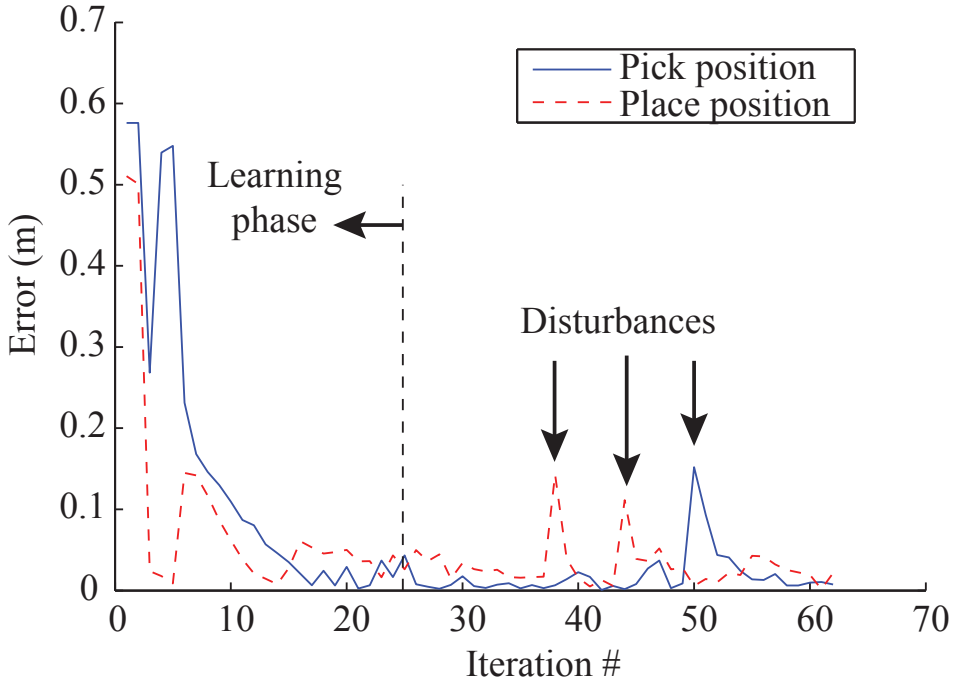 0.7
0.6
0.5
0.4
0.3
0.2
0.1
0
Error (m)
Pick position
Place position
Learning
phase
Disturbances
0 10 20 30 40 50 60 70
Iteration #